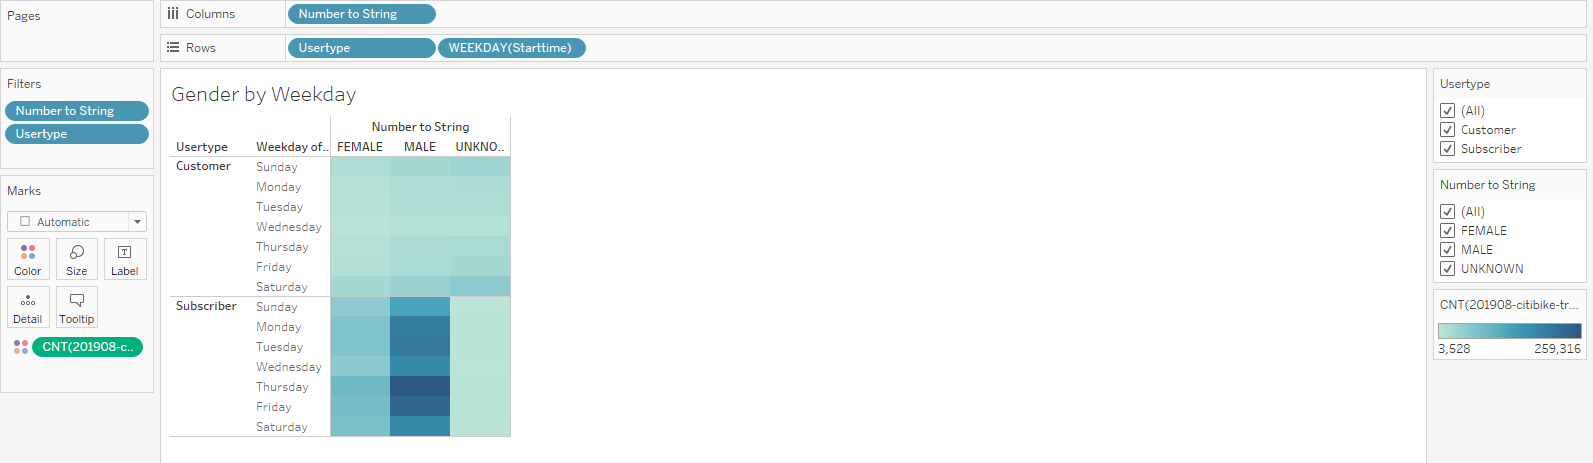 Pages
Columns
Number to String
Rows
Usertype
WEEKDAY(Starttime)
Filters
Number to String
Usertype
Marks
Automatic
Color
Size
Label
Detail
Tooltip
CNT(201908-c..
Gender by Weekday
Number to String
Usertype
Weekday of..
FEMALE
MALE
UNKNO..
Customer
Sunday
Monday
Tuesday
Wednesday
Thursday
Friday
Saturday
Subscriber
Sunday
Monday
Tuesday
Wednesday
Thursday
Friday
Saturday
Usertype
(All)
Customer
Subscriber
Number to String
(All)
FEMALE
MALE
UNKNOWN
CNT(201908-citibike-tr...
3,528
259,316